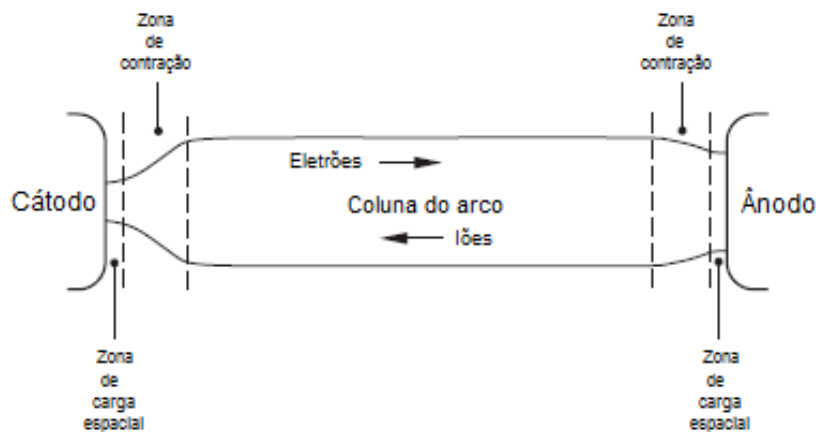 Zona
de
contração
Zona
de
contração
Eletrões
Cátodo
Coluna do arco
Ânodo
Iões
Zona
de
carga
espacial
Zona
de
carga
espacial